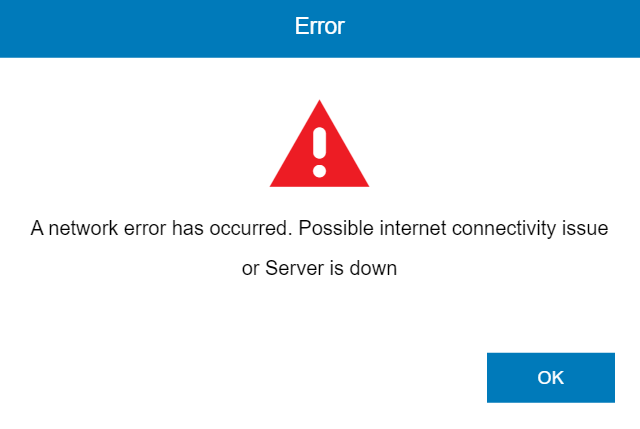 Error
A network error has occurred. Possible internet connectivity issue
or Server is down
OK